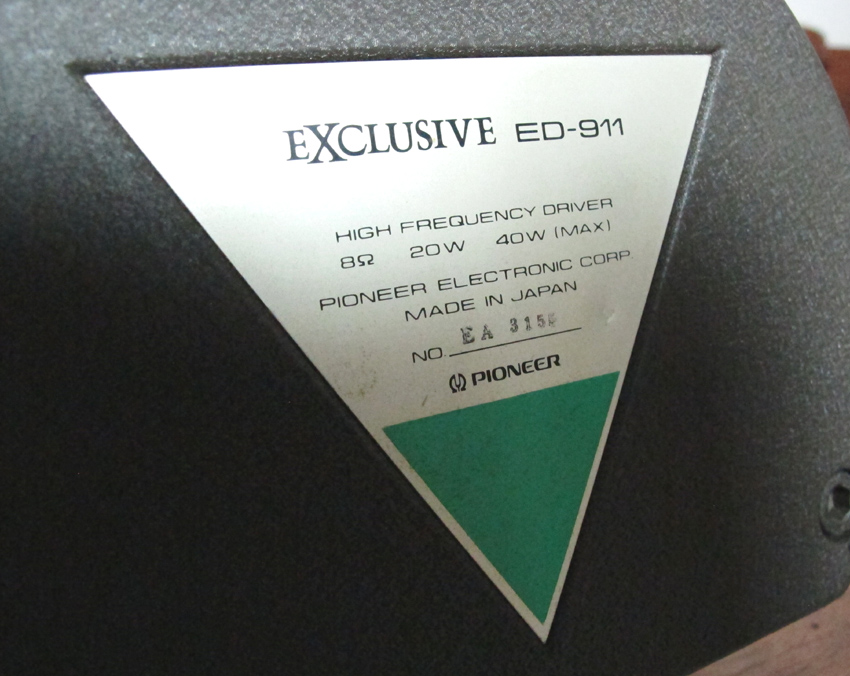 EXCLUSIVE ED-911
HIGH FREQUENCY DRIVER
8Ω 20W 40W (MAX)
PIONEER ELECTRONIC CORP.
MADE IN JAPAN
NO. EA
PIONEER